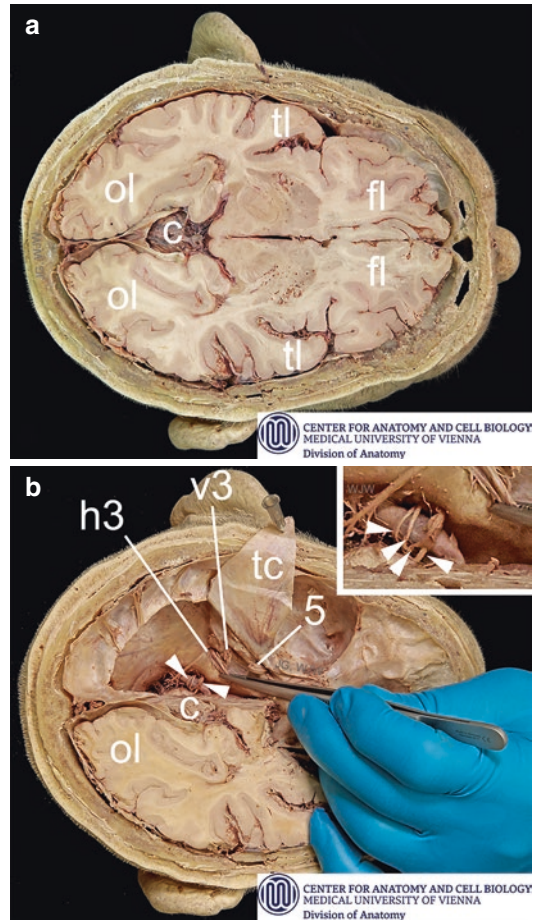 a
tl
ol
fl
c
fl
ol
tl
CENTER FOR ANATOMY AND CELL BIOLOGY
MEDICAL UNIVERSITY OF VIENNA
Division of Anatomy
b
v3
h3
WJW
tc
5
c
ol
CENTER FOR ANATOMY AND CELL BIOLOGY
MEDICAL UNIVERSITY OF VIENNA
Division of Anatomy